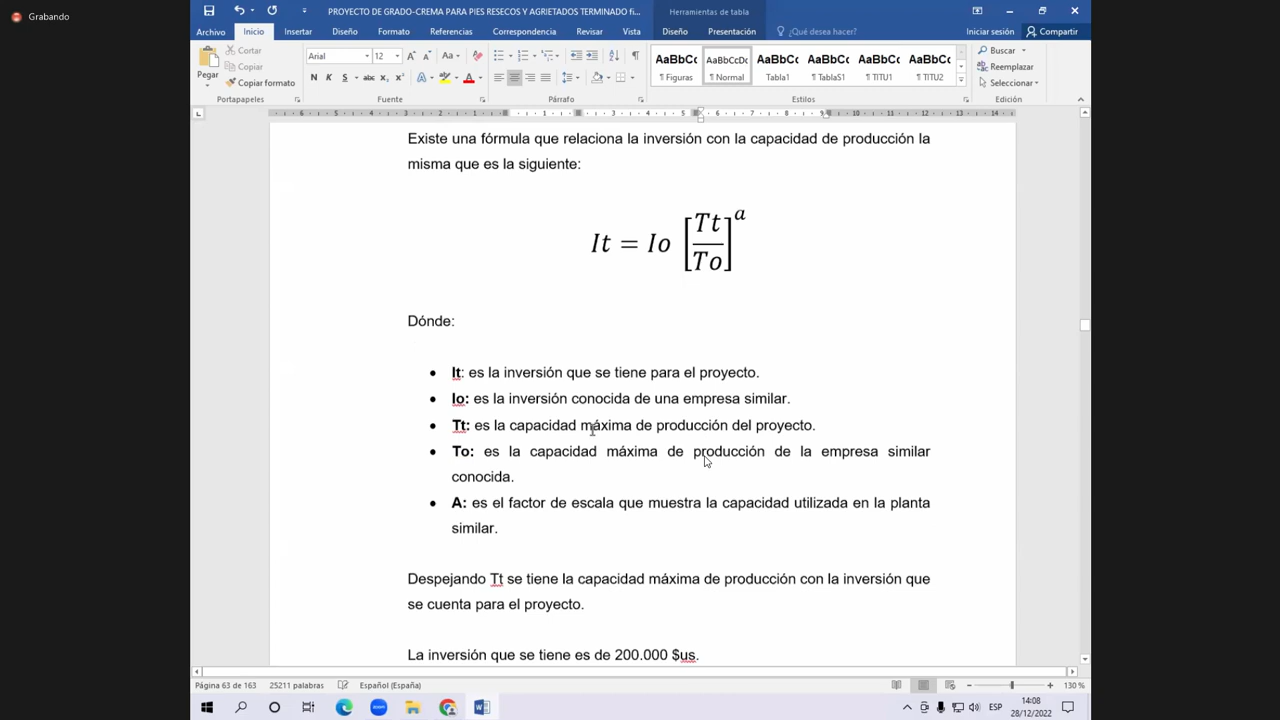 Grabando
PROYECTO DE GRADO-CREMA PARA PIES RESECOS Y AGRIETADOS TERMINADO fi...
Herramientas de tabla
Archivo Inicio Insertar Diseño Formato Referencias Correspondencia Revisar Vista Diseño Presentación ¿Qué desea hacer? Iniciar sesión Compartir
Pegar
Cortar
Copiar
Copiar formato
Arial 12
N K S abc x₂ x²
AaBbCc AaBbCcDc AaBbCc AaBbCc AaBbCc AaBbCc
¶ Figuras ¶ Normal Tabla1 ¶ TablaS1 ¶ TITU1 ¶ TITU2
Buscar
Reemplazar
Seleccionar
Portapapeles Fuente Párrafo Estilos Edición
Existe una fórmula que relaciona la inversión con la capacidad de producción la
misma que es la siguiente:
It = Io [Tt/To]^a
Dónde:
• It: es la inversión que se tiene para el proyecto.
• Io: es la inversión conocida de una empresa similar.
• Tt: es la capacidad máxima de producción del proyecto.
• To: es la capacidad máxima de producción de la empresa similar
conocida.
• A: es el factor de escala que muestra la capacidad utilizada en la planta
similar.
Despejando Tt se tiene la capacidad máxima de producción con la inversión que
se cuenta para el proyecto.
La inversión que se tiene es de 200.000 $us.
Página 63 de 163 25211 palabras Español (España) 130 %
zoom
ESP
14:08
28/12/2022